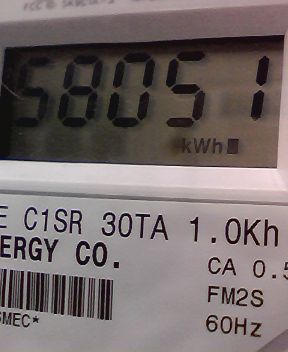 58051
kWh
E C1SR 30TA 1.0Kh
ERGY CO.
CA 0.5
FM2S
60Hz
SMEC*